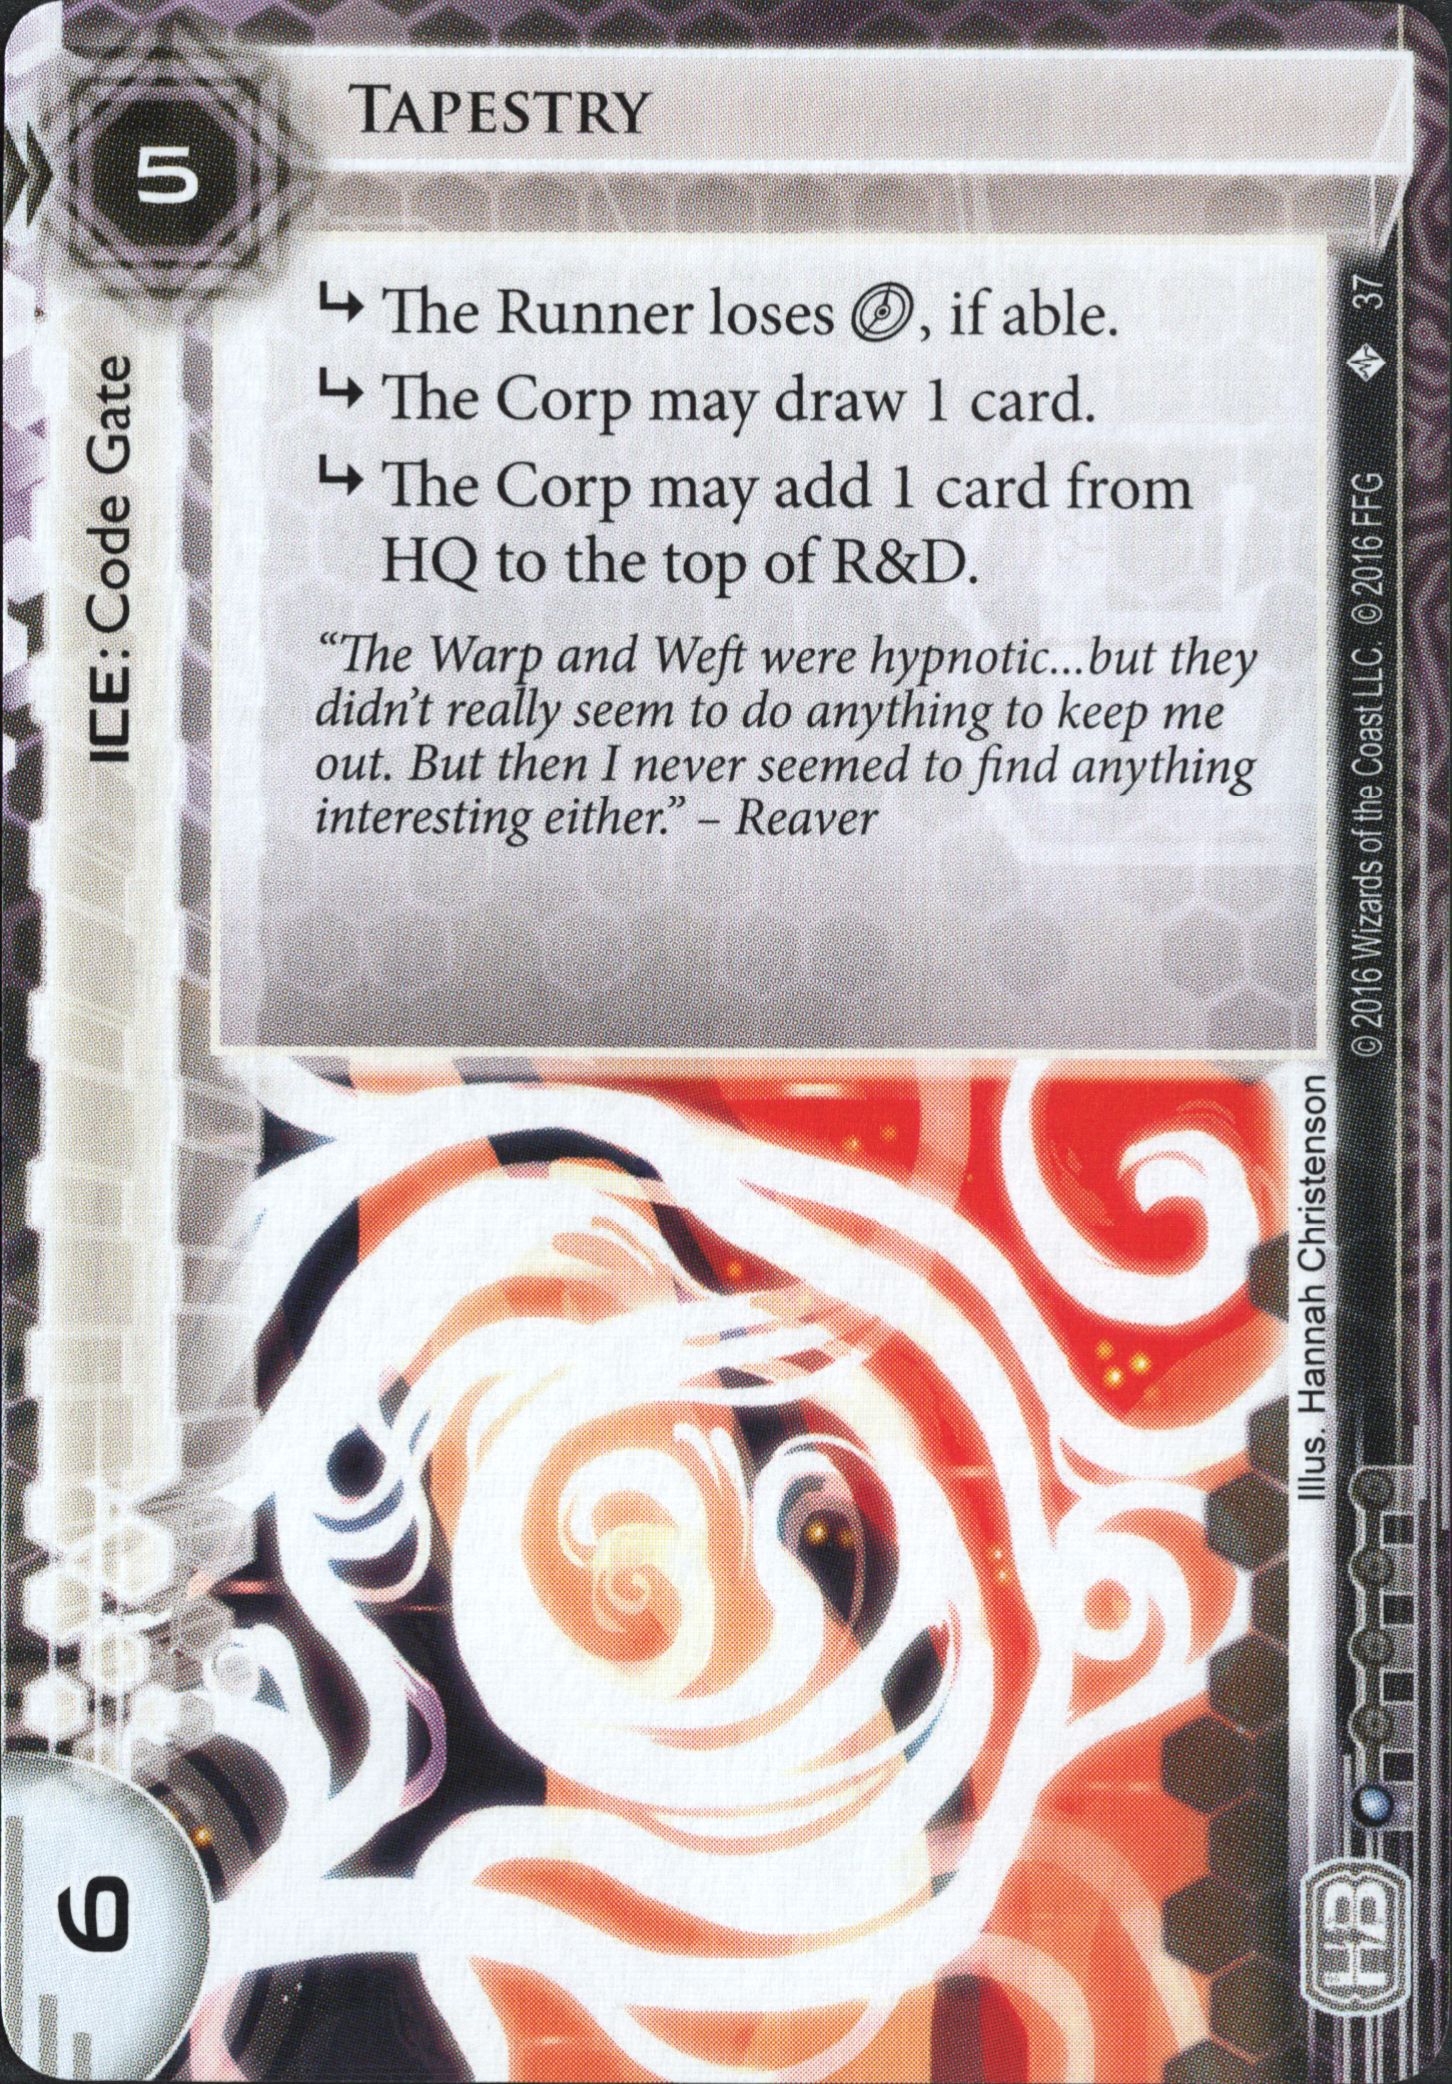 5
TAPESTRY
ICE: Code Gate
↳ The Runner loses , if able.
↳ The Corp may draw 1 card.
↳ The Corp may add 1 card from
HQ to the top of R&D.
“The Warp and Weft were hypnotic...but they
didn’t really seem to do anything to keep me
out. But then I never seemed to find anything
interesting either.” – Reaver
6
Illus. Hannah Christenson
© 2016 Wizards of the Coast LLC. © 2016 FFG
37
HB